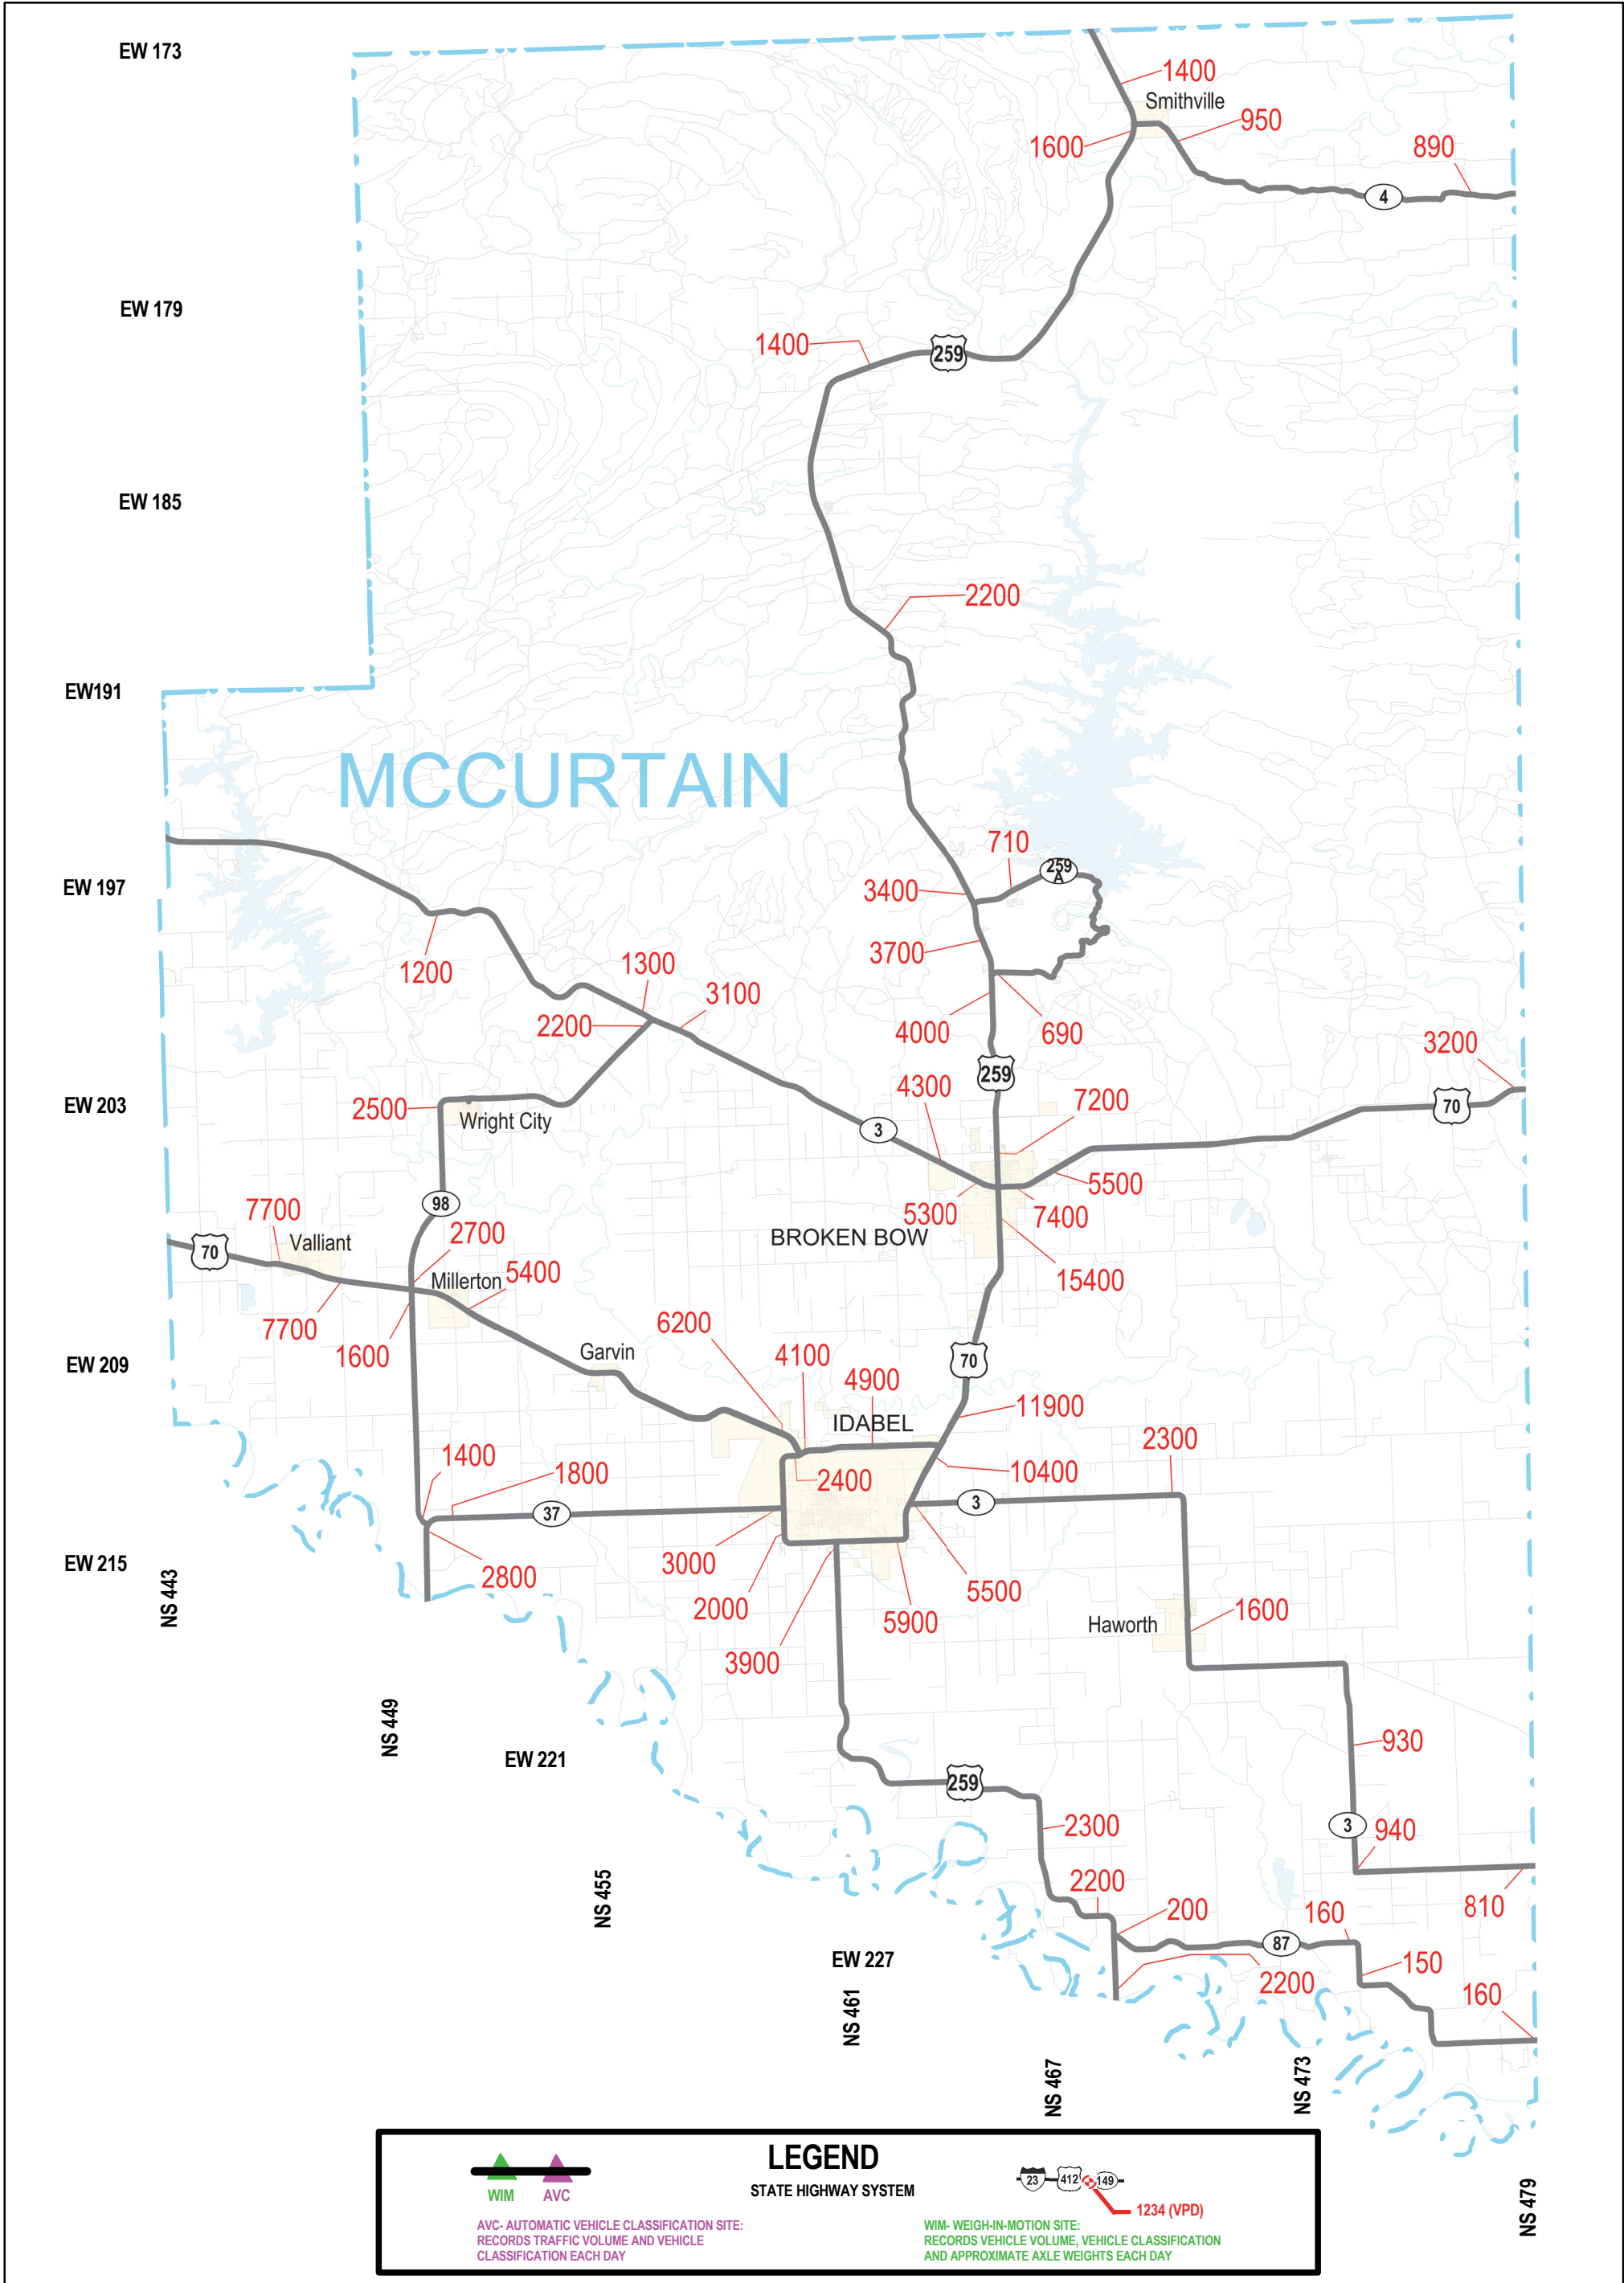 EW 173
1400
Smithville
950
1600
890
4
EW 179
1400
259
EW 185
2200
EW191
MCCURTAIN
710
259
A
EW 197
3400
3700
1200
1300
3100
2200
4000
690
3200
259
4300
7200
EW 203
2500
Wright City
3
70
5500
98
7700
5300
7400
2700
Valliant
BROKEN BOW
70
Millerton
5400
15400
7700
6200
1600
Garvin
4100
EW 209
70
4900
11900
IDABEL
2300
1400
1800
10400
2400
3
37
3000
EW 215
2800
5500
NS 443
2000
5900
1600
Haworth
3900
NS 449
930
EW 221
259
2300
3
940
2200
NS 455
200
160
810
87
EW 227
150
2200
160
NS 461
NS 467
NS 473
NS 479
LEGEND
STATE HIGHWAY SYSTEM
WIM
AVC
23
412
149
1234 (VPD)
AVC- AUTOMATIC VEHICLE CLASSIFICATION SITE:
RECORDS TRAFFIC VOLUME AND VEHICLE
CLASSIFICATION EACH DAY
WIM- WEIGH-IN-MOTION SITE:
RECORDS VEHICLE VOLUME, VEHICLE CLASSIFICATION
AND APPROXIMATE AXLE WEIGHTS EACH DAY